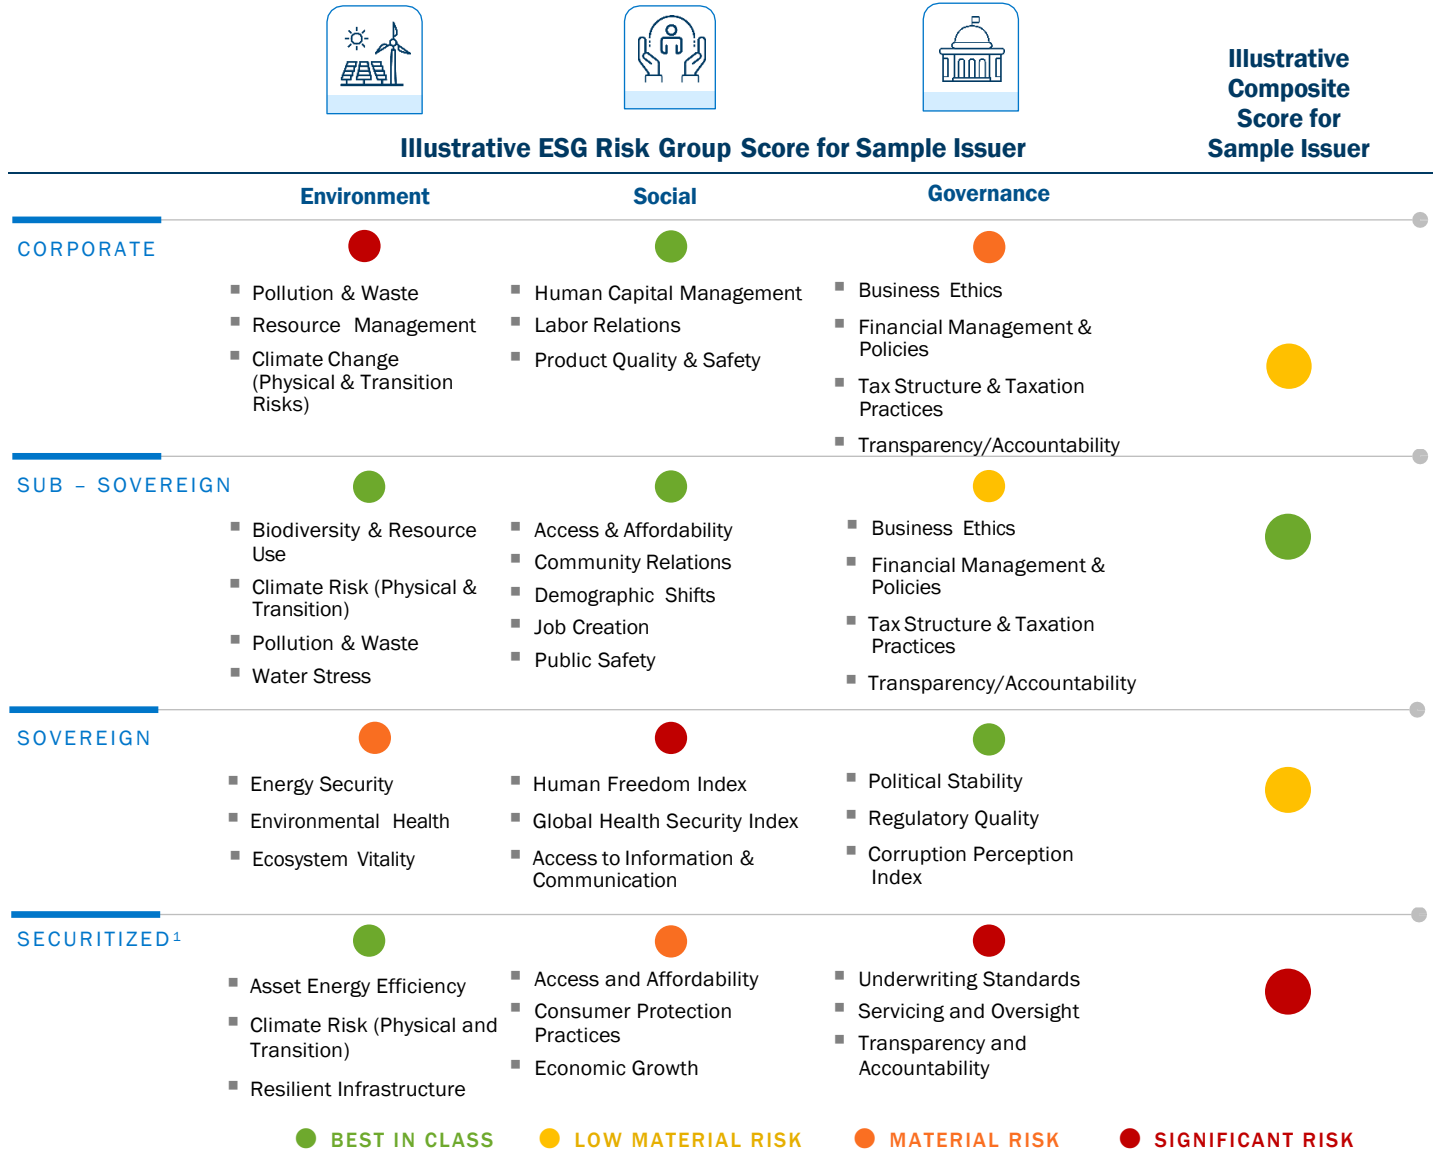 Illustrative
Composite
Score for
Sample Issuer
Illustrative ESG Risk Group Score for Sample Issuer
Environment
Social
Governance
CORPORATE
Pollution & Waste
Resource Management
Climate Change
(Physical & Transition
Risks)
Human Capital Management
Labor Relations
Product Quality & Safety
Business Ethics
Financial Management &
Policies
Tax Structure & Taxation
Practices
Transparency/Accountability
SUB – SOVEREIGN
Biodiversity & Resource
Use
Climate Risk (Physical &
Transition)
Pollution & Waste
Water Stress
Access & Affordability
Community Relations
Demographic Shifts
Job Creation
Public Safety
Business Ethics
Financial Management &
Policies
Tax Structure & Taxation
Practices
Transparency/Accountability
SOVEREIGN
Energy Security
Environmental Health
Ecosystem Vitality
Human Freedom Index
Global Health Security Index
Access to Information &
Communication
Political Stability
Regulatory Quality
Corruption Perception
Index
SECURITIZED¹
Asset Energy Efficiency
Climate Risk (Physical and
Transition)
Resilient Infrastructure
Access and Affordability
Consumer Protection
Practices
Economic Growth
Underwriting Standards
Servicing and Oversight
Transparency and
Accountability
BEST IN CLASS
LOW MATERIAL RISK
MATERIAL RISK
SIGNIFICANT RISK